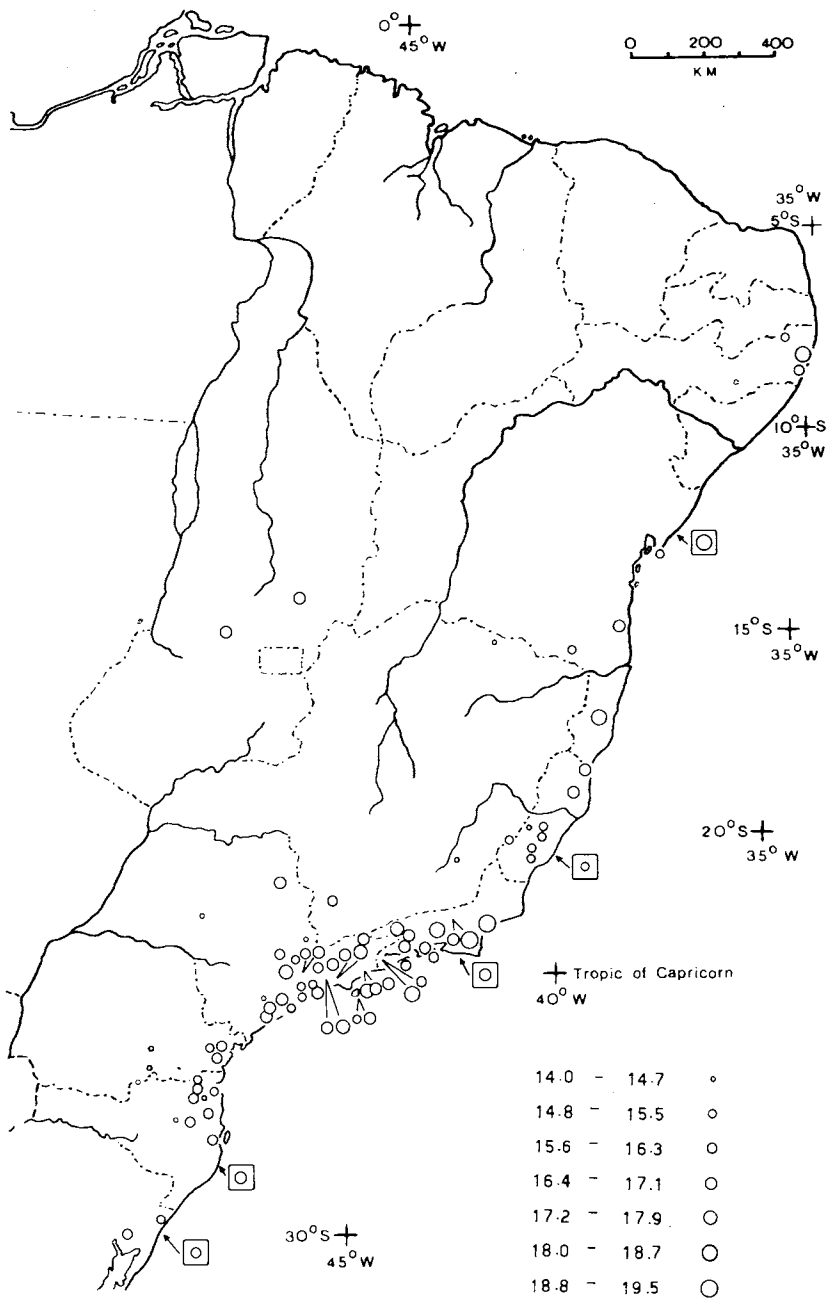 0°
45°W
0 200 400
KM
35°W
5°S
10°S
35°W
15°S
35°W
20°S
35°W
Tropic of Capricorn
40°W
14.0 - 14.7
14.8 - 15.5
15.6 - 16.3
16.4 - 17.1
17.2 - 17.9
18.0 - 18.7
18.8 - 19.5
30°S
45°W